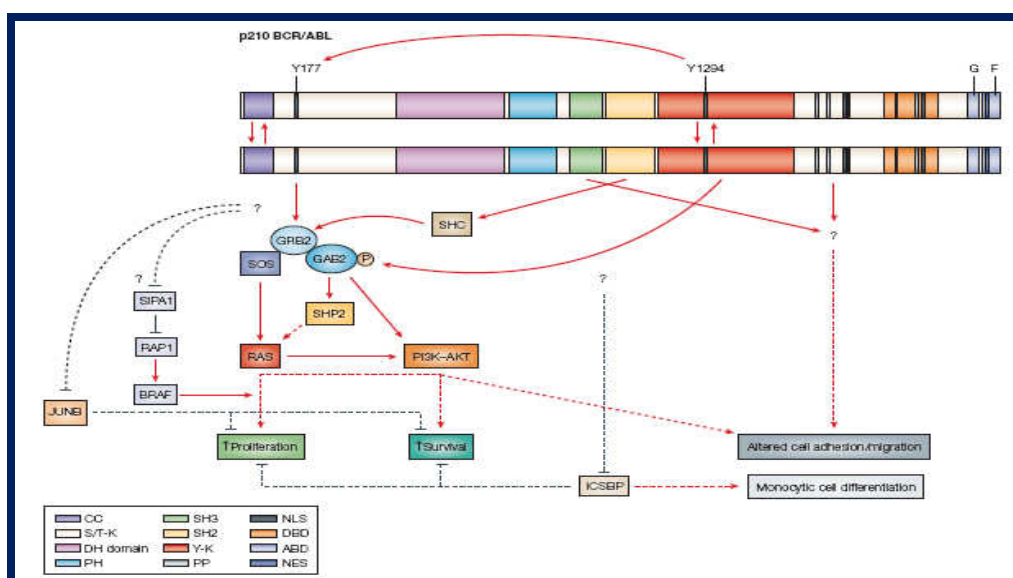 p210 BCR/ABL
Y177
Y1294
G F
?
SHC
?
GRB2
SOS
GAB2
P
?
?
SIPA1
SHP2
RAP1
RAS
PI3K–AKT
BRAF
JUNB
↑Proliferation
↑Survival
Altered cell adhesion/migration
ICSBP
Monocytic cell differentiation
CC
SH3
NLS
S/T-K
SH2
DBD
DH domain
Y-K
ABD
PH
PP
NES